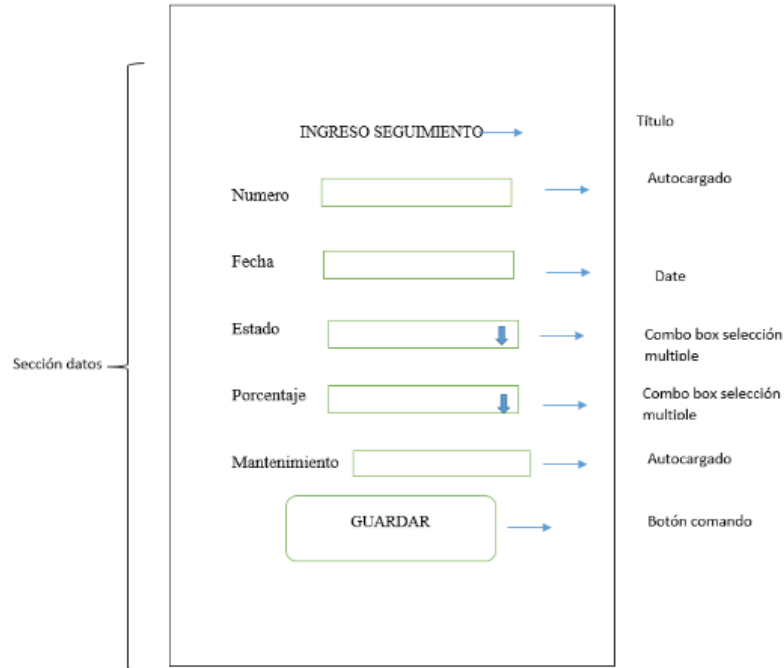 INGRESO SEGUIMIENTO
Título
Numero
Autocargado
Fecha
Date
Estado
Combo box selección
multiple
Sección datos
Porcentaje
Combo box selección
multiple
Mantenimiento
Autocargado
GUARDAR
Botón comando